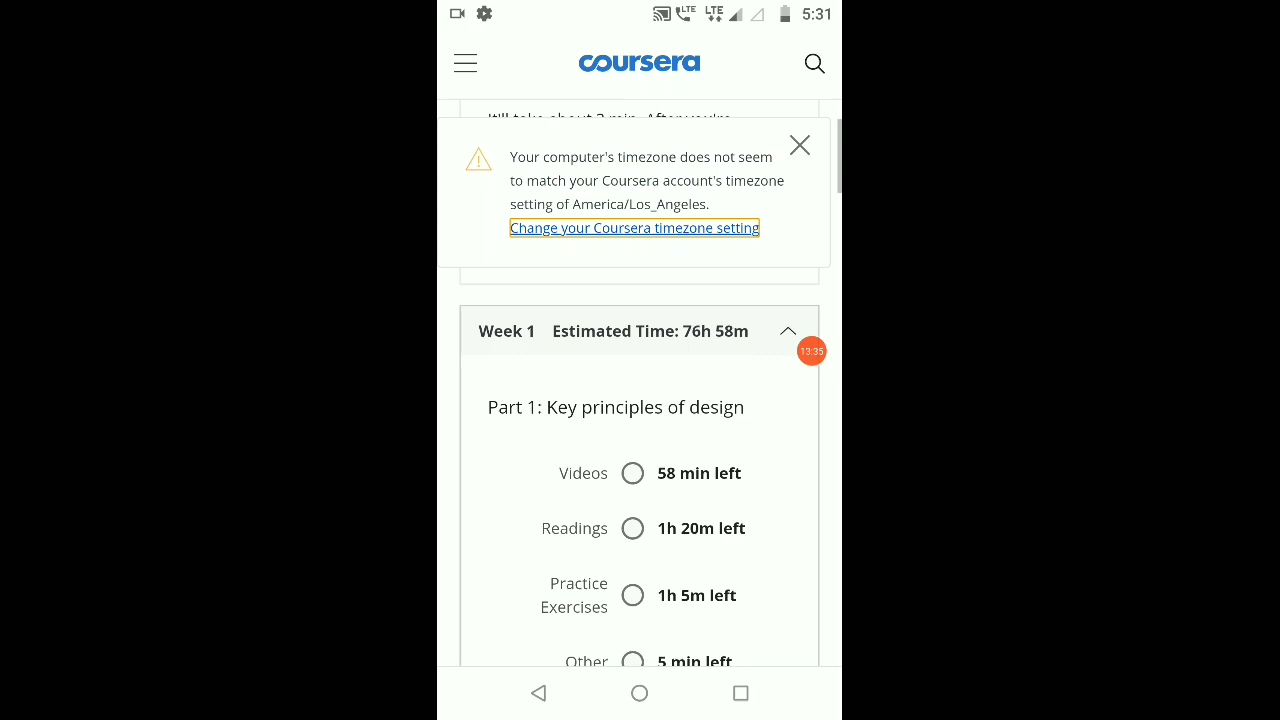 LTE LTE 5:31
coursera
It'll take about 3 min. After you're
Your computer's timezone does not seem
to match your Coursera account's timezone
setting of America/Los_Angeles.
Change your Coursera timezone setting
Week 1 Estimated Time: 76h 58m
13:35
Part 1: Key principles of design
Videos 58 min left
Readings 1h 20m left
Practice
Exercises 1h 5m left
Other 5 min left